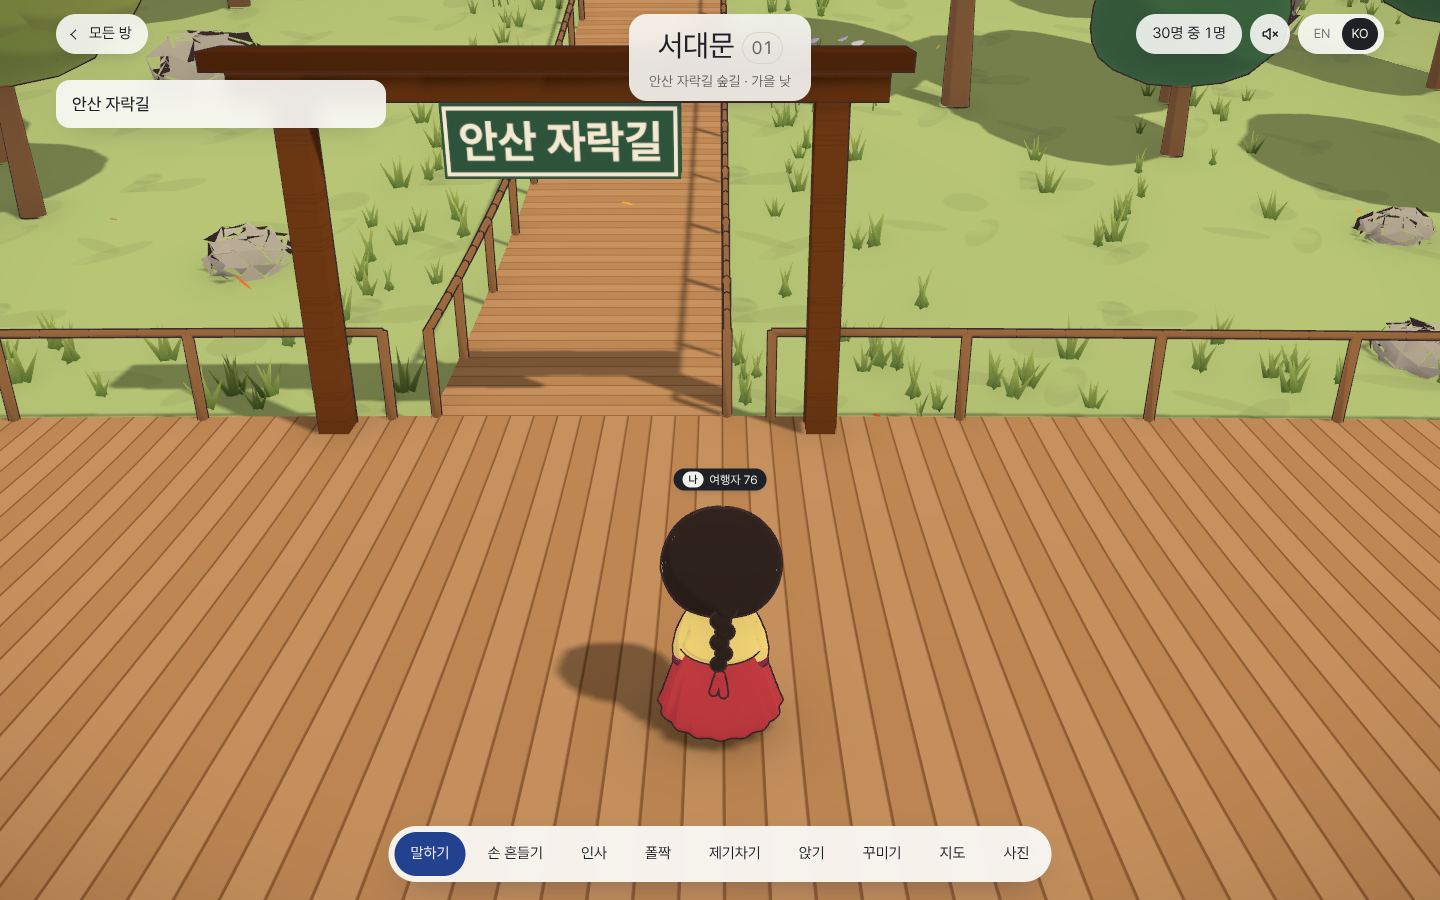 모든 방
서대문 01
안산 자락길 숲길 · 가을 낮
30명 중 1명
EN KO
안산 자락길
안산 자락길
나 여행자 76
말하기 손 흔들기 인사 폴짝 제기차기 앉기 꾸미기 지도 사진